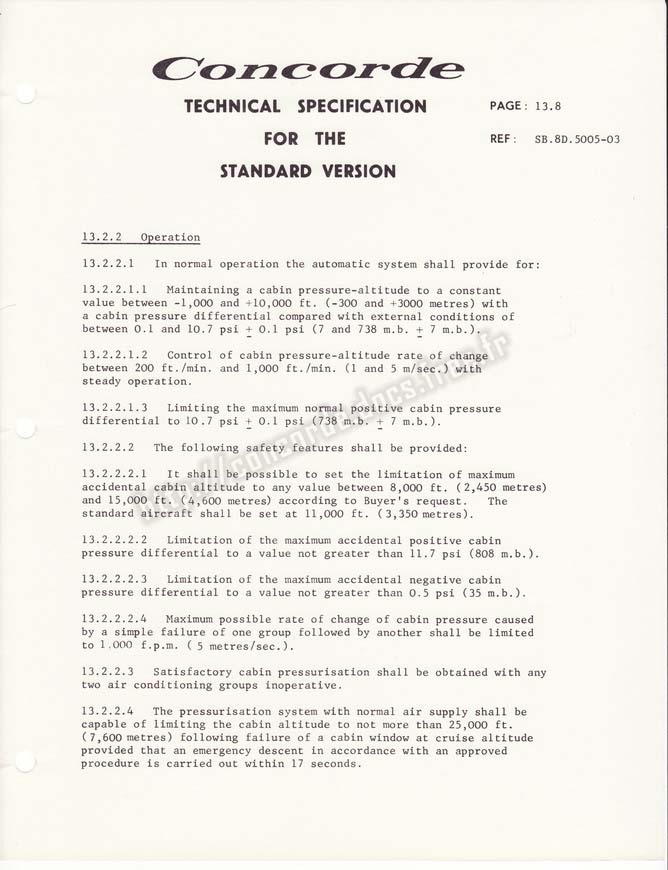 Concorde
TECHNICAL SPECIFICATION
PAGE: 13.8
FOR THE
REF: SB.8D.5005-03
STANDARD VERSION
13.2.2 Operation
13.2.2.1 In normal operation the automatic system shall provide for:
13.2.2.1.1 Maintaining a cabin pressure-altitude to a constant
value between -1,000 and +10,000 ft. (-300 and +3000 metres) with
a cabin pressure differential compared with external conditions of
between 0.1 and 10.7 psi ± 0.1 psi (7 and 738 m.b. ± 7 m.b.).
13.2.2.1.2 Control of cabin pressure-altitude rate of change
between 200 ft./min. and 1,000 ft./min. (1 and 5 m/sec.) with
steady operation.
13.2.2.1.3 Limiting the maximum normal positive cabin pressure
differential to 10.7 psi ± 0.1 psi (738 m.b. ± 7 m.b.).
13.2.2.2 The following safety features shall be provided:
13.2.2.2.1 It shall be possible to set the limitation of maximum
accidental cabin altitude to any value between 8,000 ft. (2,450 metres)
and 15,000 ft. (4,600 metres) according to Buyer's request. The
standard aircraft shall be set at 11,000 ft. (3,350 metres).
13.2.2.2.2 Limitation of the maximum accidental positive cabin
pressure differential to a value not greater than 11.7 psi (808 m.b.).
13.2.2.2.3 Limitation of the maximum accidental negative cabin
pressure differential to a value not greater than 0.5 psi (35 m.b.).
13.2.2.2.4 Maximum possible rate of change of cabin pressure caused
by a simple failure of one group followed by another shall be limited
to 1.000 f.p.m. ( 5 metres/sec.).
13.2.2.3 Satisfactory cabin pressurisation shall be obtained with any
two air conditioning groups inoperative.
13.2.2.4 The pressurisation system with normal air supply shall be
capable of limiting the cabin altitude to not more than 25,000 ft.
(7,600 metres) following failure of a cabin window at cruise altitude
provided that an emergency descent in accordance with an approved
procedure is carried out within 17 seconds.
http://concorde.docs.free.fr